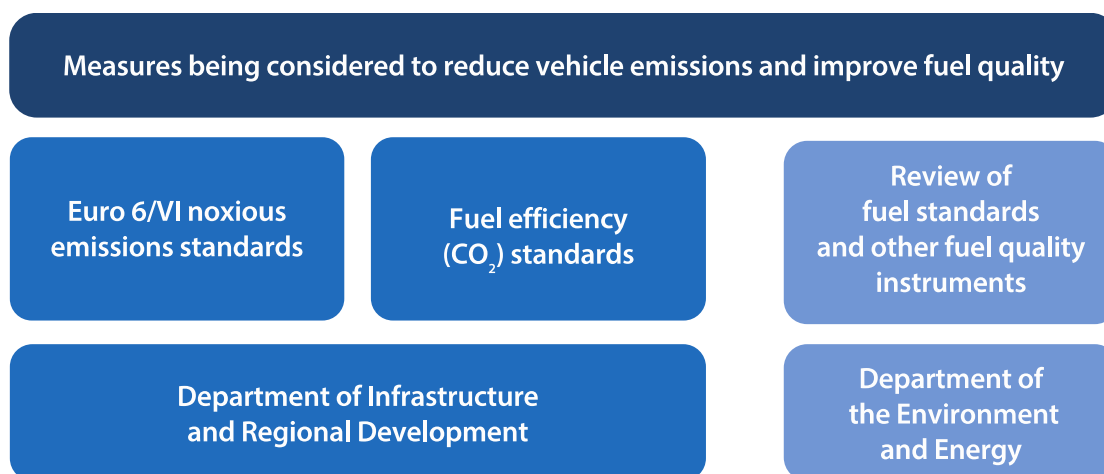 Measures being considered to reduce vehicle emissions and improve fuel quality
Euro 6/VI noxious
emissions standards
Fuel efficiency
(CO₂) standards
Review of
fuel standards
and other fuel quality
instruments
Department of Infrastructure
and Regional Development
Department of
the Environment
and Energy